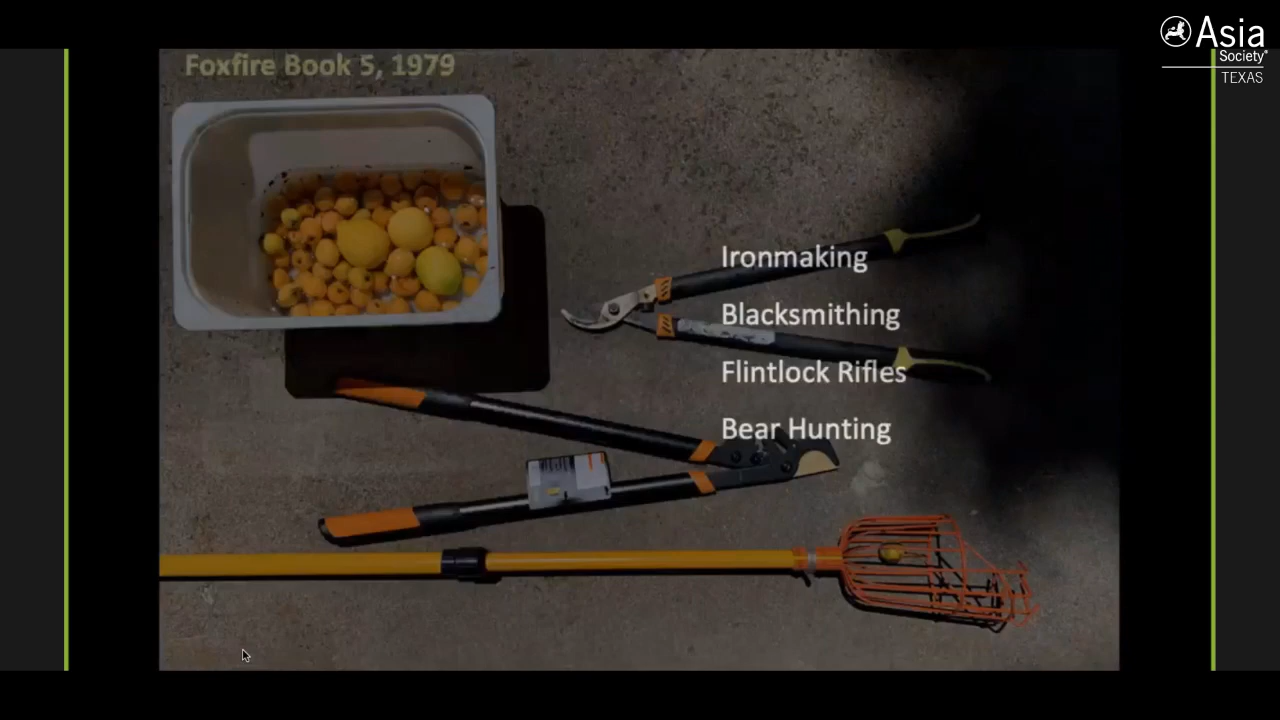 Foxfire Book 5, 1979
Asia
Society
TEXAS
Ironmaking
Blacksmithing
Flintlock Rifles
Bear Hunting